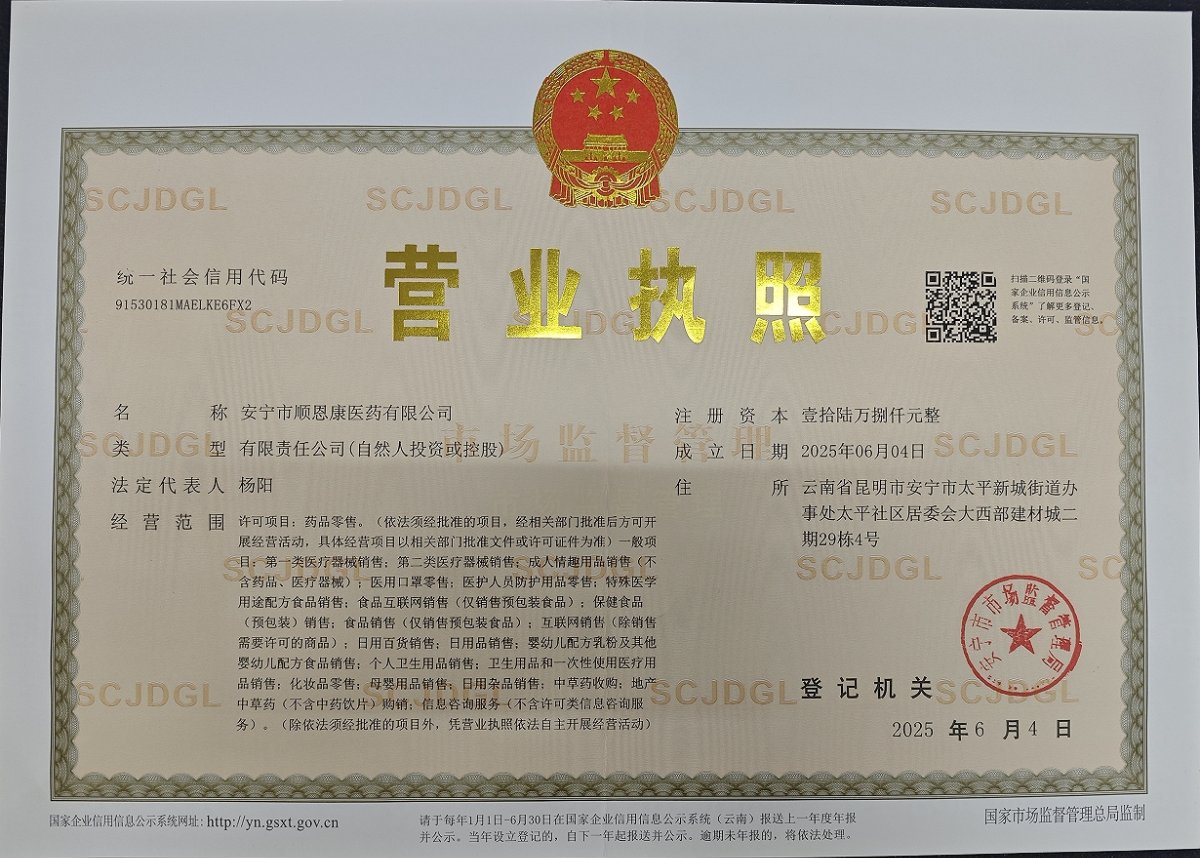 营业执照
统一社会信用代码
91530181MAELKE6FX2
扫描二维码登录“国
家企业信用信息公示
系统”了解更多登记、
备案、许可、监管信息。
名称 安宁市顺恩康医药有限公司
类型 有限责任公司(自然人投资或控股)
法定代表人 杨阳
经营范围 许可项目：药品零售。（依法须经批准的项目，经相关部门批准后方可开
展经营活动，具体经营项目以相关部门批准文件或许可证件为准）一般项
目：第一类医疗器械销售；第二类医疗器械销售；成人情趣用品销售（不
含药品、医疗器械）；医用口罩零售；医护人员防护用品零售；特殊医学
用途配方食品销售；食品互联网销售（仅销售预包装食品）；保健食品
（预包装）销售；食品销售（仅销售预包装食品）；互联网销售（除销售
需要许可的商品）；日用百货销售；日用品销售；婴幼儿配方乳粉及其他
婴幼儿配方食品销售；个人卫生用品销售；卫生用品和一次性使用医疗用
品销售；化妆品零售；母婴用品销售；日用杂品销售；中草药收购；地产
中草药（不含中药饮片）购销；信息咨询服务（不含许可类信息咨询服
务）。（除依法须经批准的项目外，凭营业执照依法自主开展经营活动）
注册资本 壹拾陆万捌仟元整
成立日期 2025年06月04日
住所 云南省昆明市安宁市太平新城街道办
事处太平社区居委会大西部建材城二
期29栋4号
安宁市市场监督管理局
登记机关
2025 年 6 月 4 日
SCJDGL
市场监督管理
国家企业信用信息公示系统网址：http://yn.gsxt.gov.cn
请于每年1月1日-6月30日在国家企业信用信息公示系统（云南）报送上一年度年报
并公示。当年设立登记的，自下一年起报送并公示。逾期未年报的，将依法处理。
国家市场监督管理总局监制